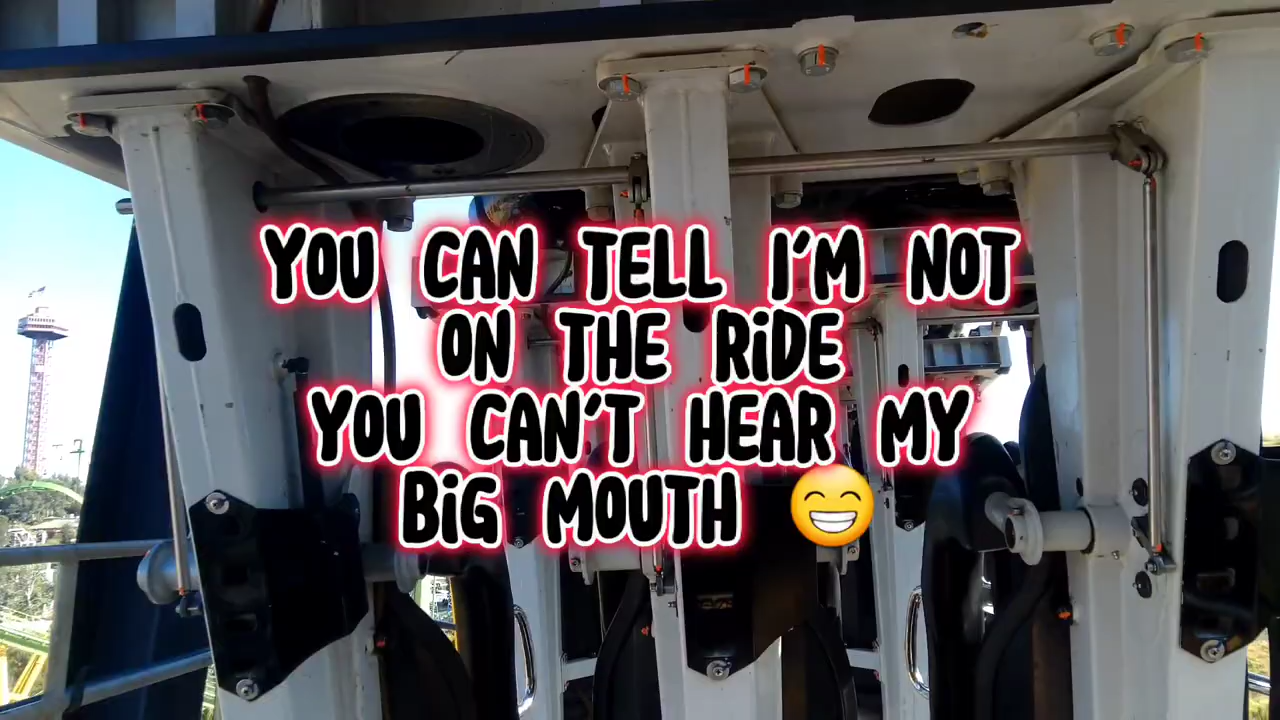 YOU CAN TELL I'M NOT
ON THE RiDE
YOU CAN'T HEAR MY
BiG MOUTH 😁